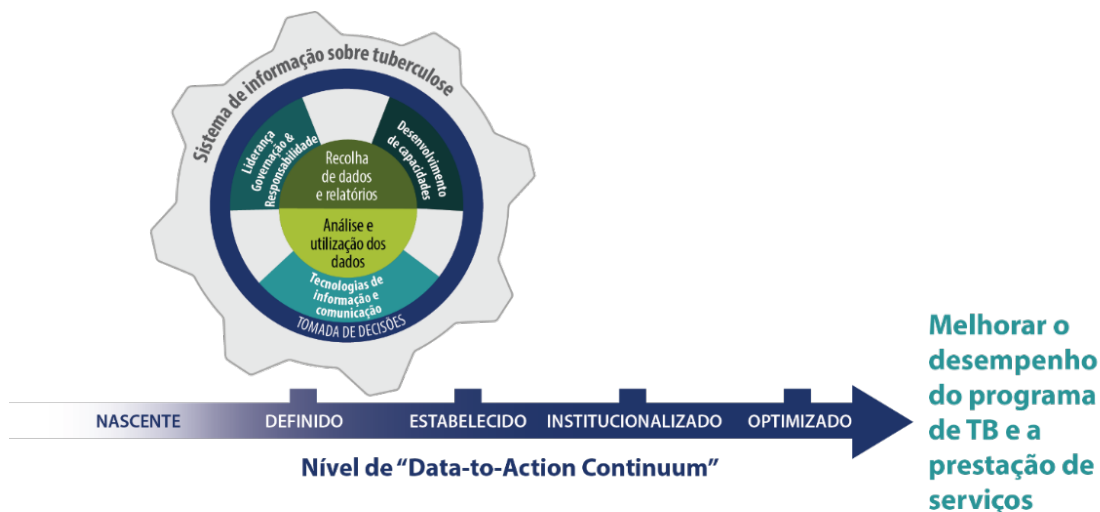 Sistema de informação sobre tuberculose
Liderança
Governação &
Responsabilidade
Desenvolvimento
de capacidades
Recolha
de dados
e relatórios
Análise e
utilização dos
dados
Tecnologias de
informação e
comunicação
TOMADA DE DECISÕES
NASCENTE
DEFINIDO
ESTABELECIDO
INSTITUCIONALIZADO
OPTIMIZADO
Nível de “Data-to-Action Continuum”
Melhorar o
desempenho
do programa
de TB e a
prestação de
serviços